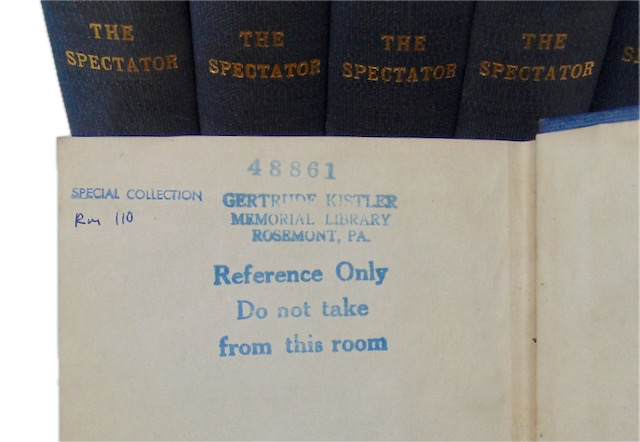 THE
SPECTATOR
THE
SPECTATOR
THE
SPECTATOR
THE
SPECTATOR
48861
SPECIAL COLLECTION
Rm 110
GERTRUDE KISTLER
MEMORIAL LIBRARY
ROSEMONT, PA.
Reference Only
Do not take
from this room